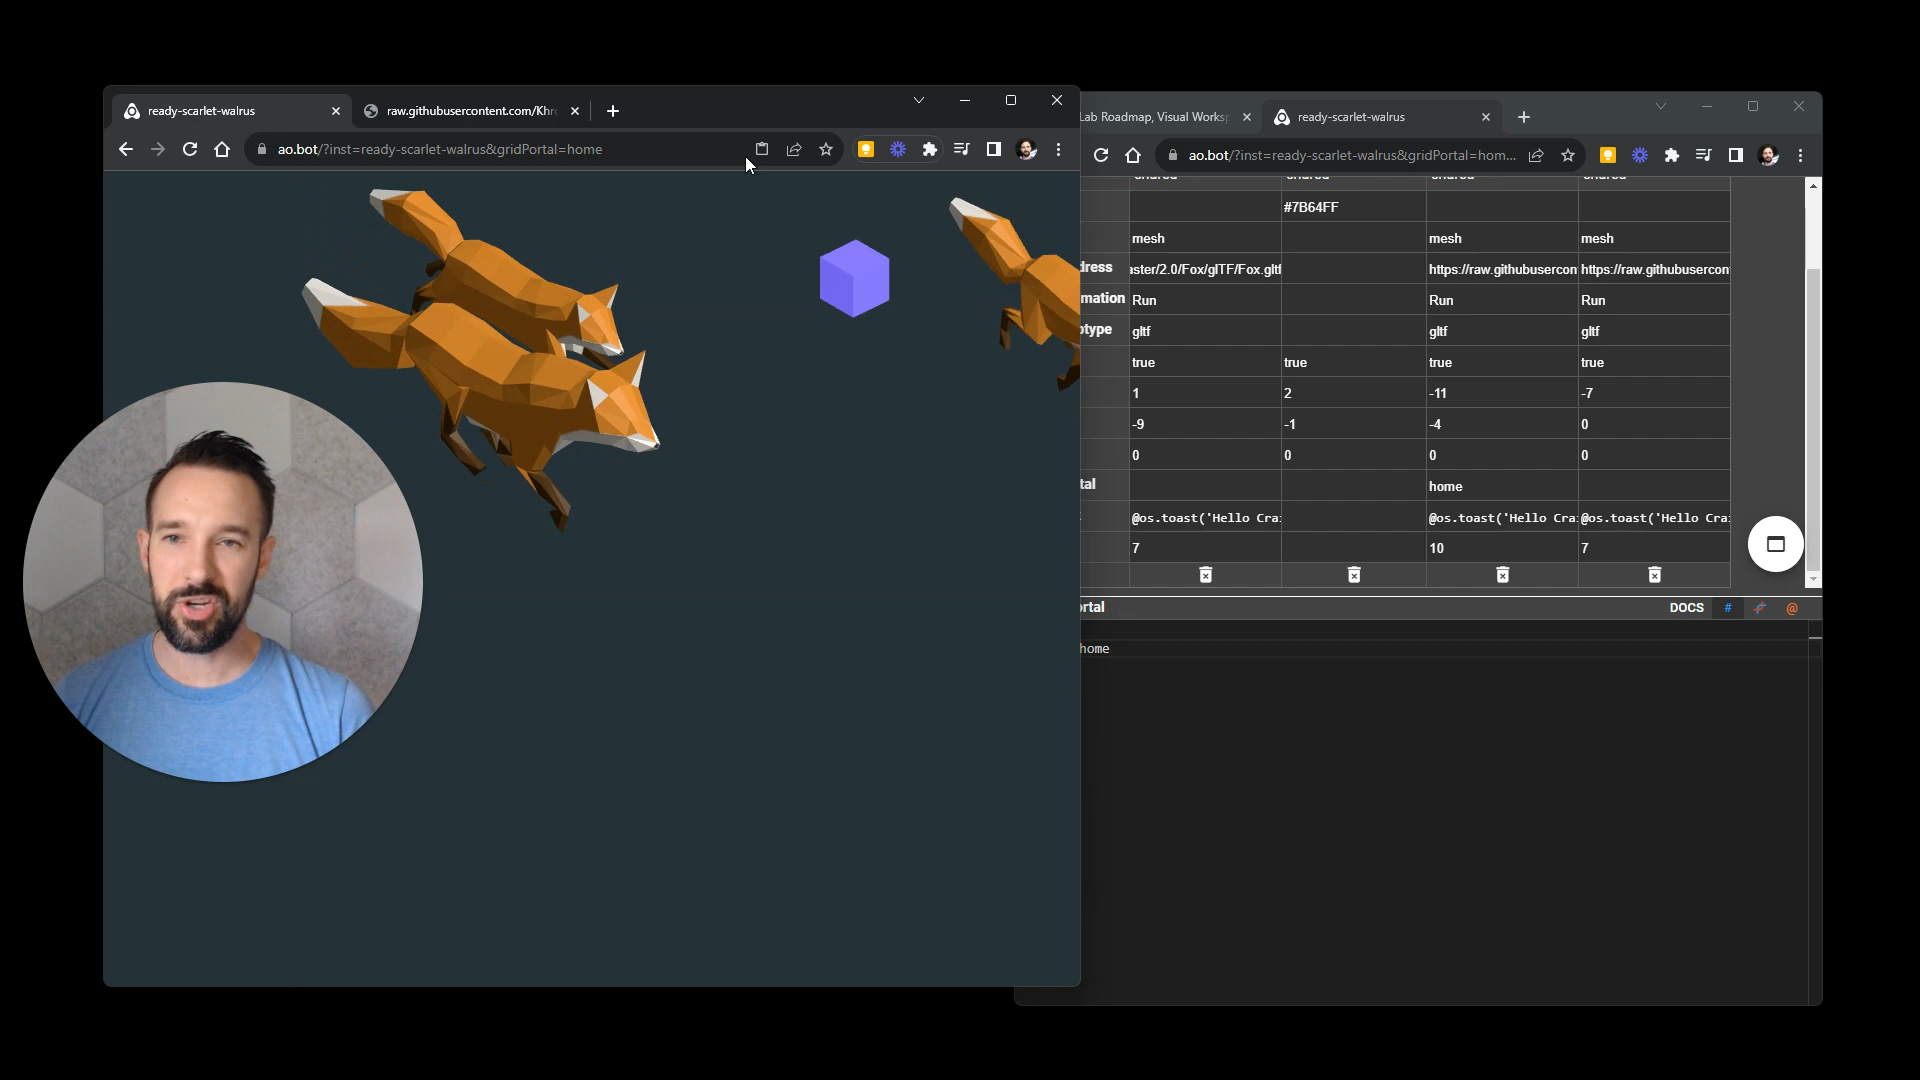 ready-scarlet-walrus
raw.githubusercontent.com/Khr
ao.bot/?inst=ready-scarlet-walrus&gridPortal=home
Lab Roadmap, Visual Worksp
ready-scarlet-walrus
ao.bot/?inst=ready-scarlet-walrus&gridPortal=hom...
#7B64FF
mesh mesh mesh
dress aster/2.0/Fox/glTF/Fox.gltf https://raw.githubusercon https://raw.githubusercon
mation Run Run Run
otype gltf gltf gltf
true true true true
1 2 -11 -7
-9 -1 -4 0
0 0 0 0
tal home
@os.toast('Hello Cra @os.toast('Hello Cra @os.toast('Hello Cra
7 10 7
ortal DOCS # @
home